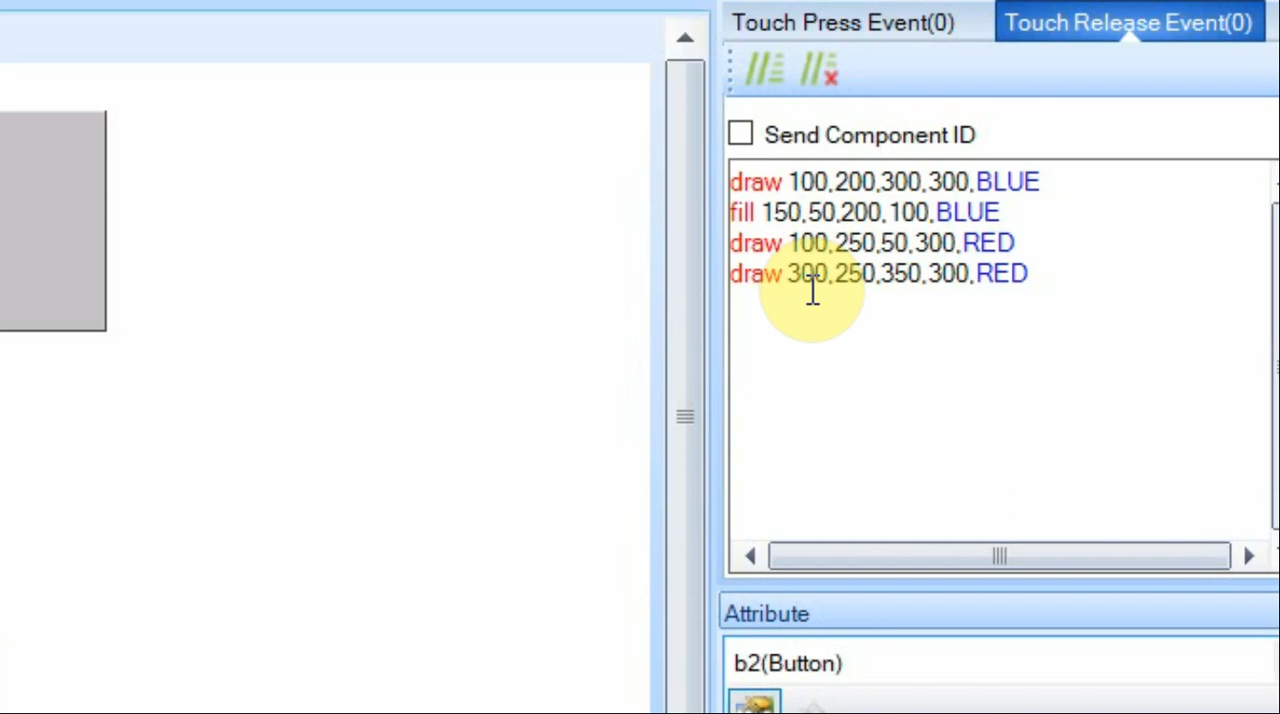 Touch Press Event(0)
Touch Release Event(0)
Send Component ID
draw 100,200,300,300,BLUE
fill 150,50,200,100,BLUE
draw 100,250,50,300,RED
draw 300,250,350,300,RED
Attribute
b2(Button)